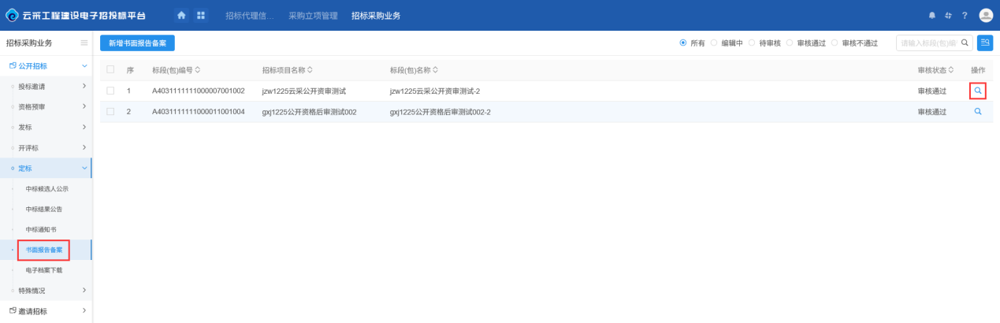 云采工程建设电子招投标平台 招标代理信... 采购立项管理 招标采购业务 ?
招标采购业务 新增书面报告备案 所有 编辑中 待审核 审核通过 审核不通过 请输入标段(包)编
公开招标 序 标段(包)编号 招标项目名称 标段(包)名称 审核状态 操作
投标邀请 1 A4031111111000007001002 jzw1225云采公开资审测试 jzw1225云采公开资审测试-2 审核通过
资格预审 2 A4031111111000011001004 gxj1225公开资格后审测试002 gxj1225公开资格后审测试002-2 审核通过
发标
开评标
定标
中标候选人公示
中标结果公告
中标通知书
书面报告备案
电子档案下载
特殊情况
邀请招标